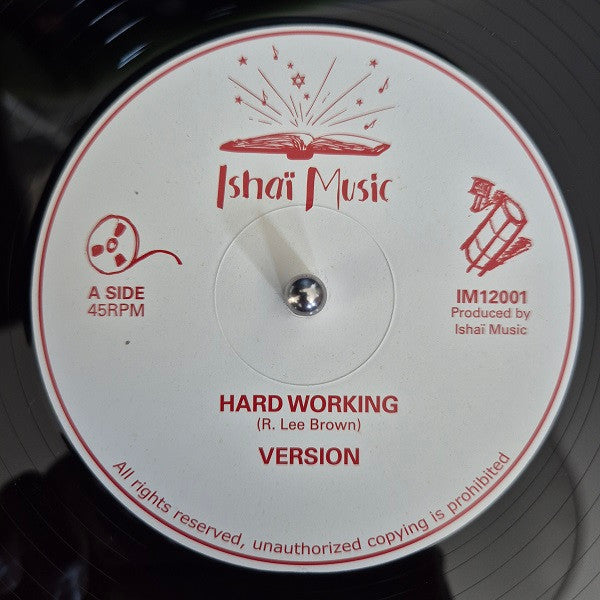 Ishaï Music
A SIDE
45RPM
IM12001
Produced by
Ishaï Music
HARD WORKING
(R. Lee Brown)
VERSION
All rights reserved, unauthorized copying is prohibited